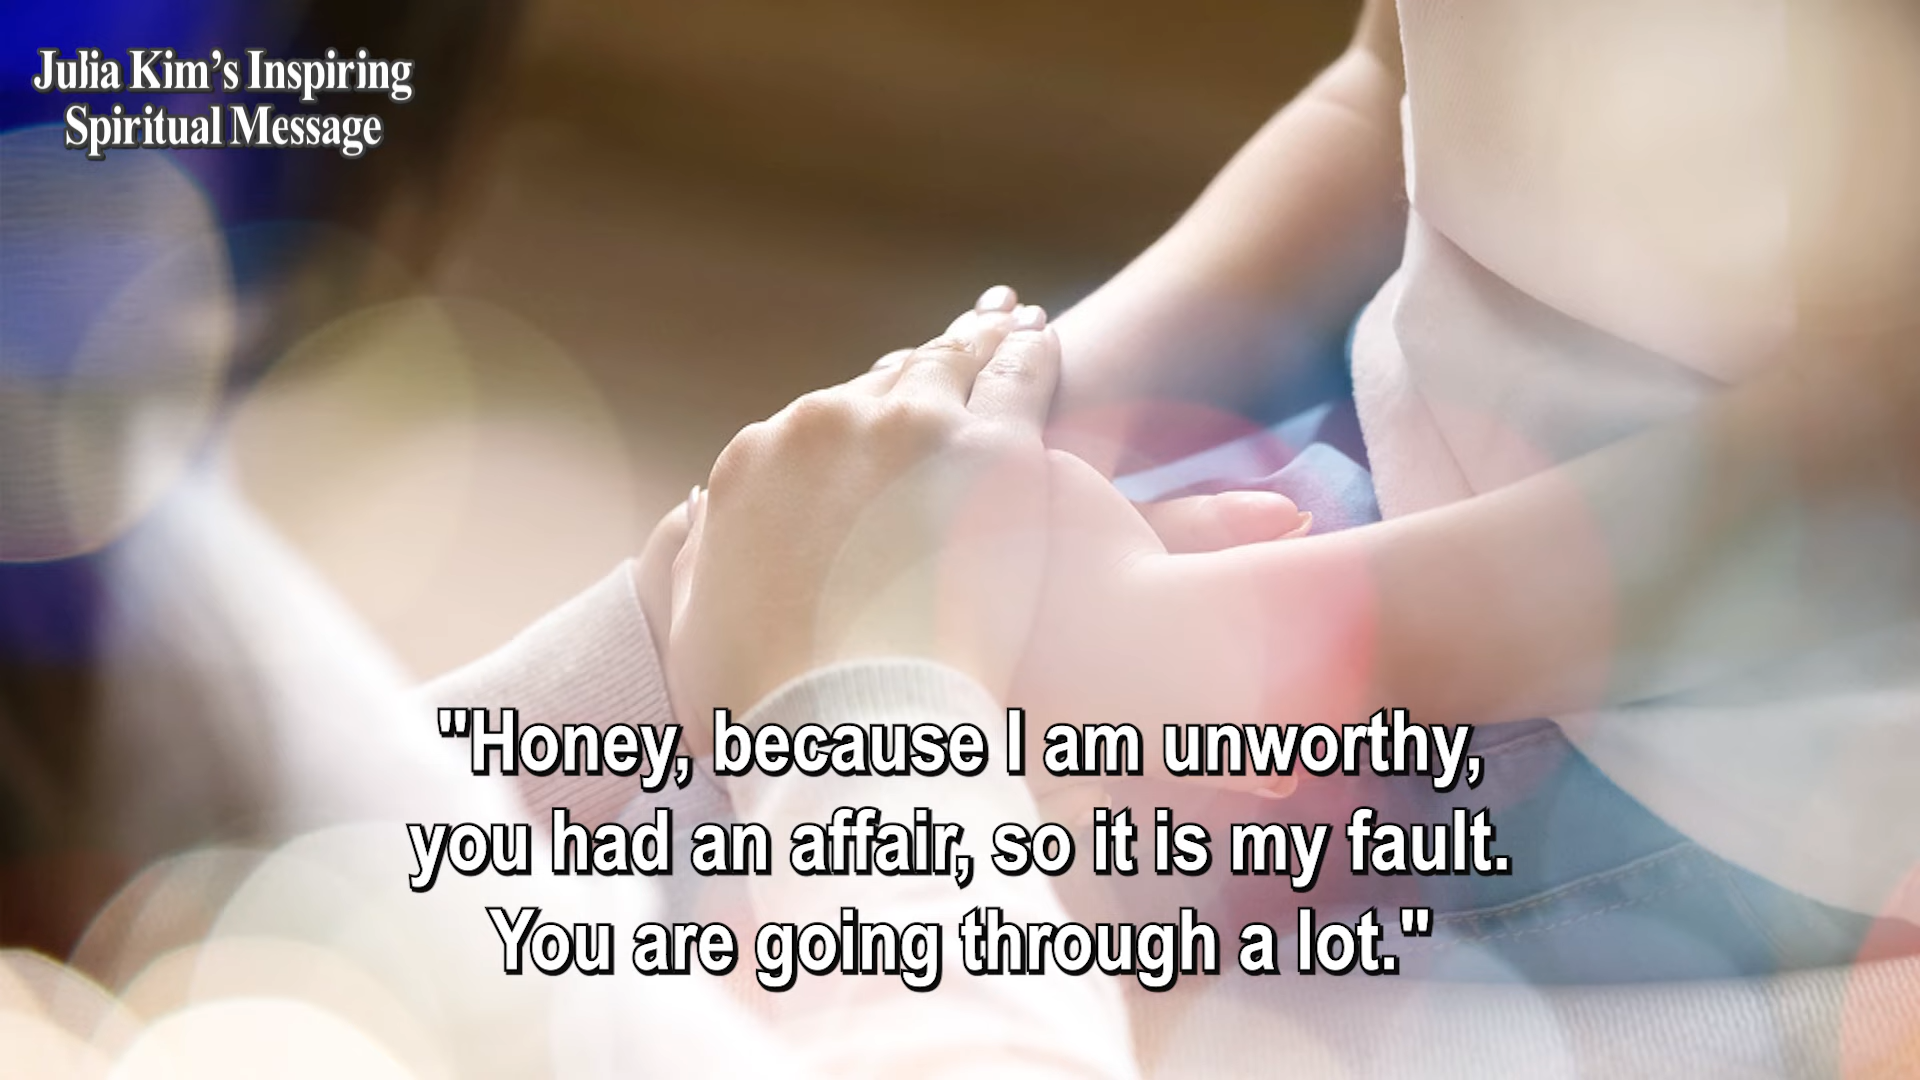 Julia Kim's Inspiring
Spiritual Message
"Honey, because I am unworthy,
you had an affair, so it is my fault.
You are going through a lot."